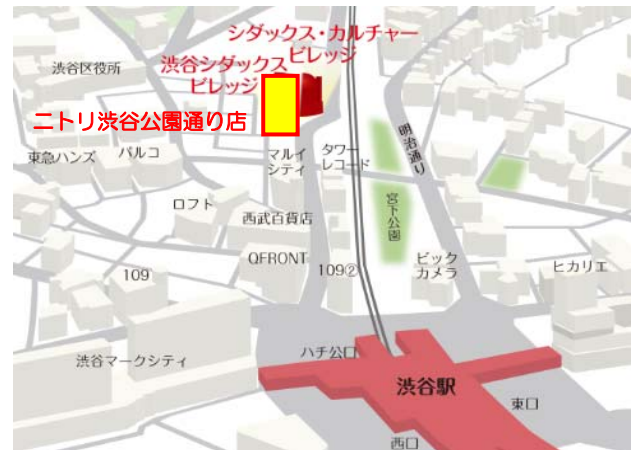 シダックス・カルチャー
ビレッジ
渋谷区役所
渋谷シダックス
ビレッジ
ニトリ渋谷公園通り店
東急ハンズ
パルコ
マルイ
シティ
タワー
レコード
明治通り
ロフト
西武百貨店
宮下公園
QFRONT
109②
ビック
カメラ
ヒカリエ
109
渋谷マークシティ
ハチ公口
渋谷駅
東口
西口